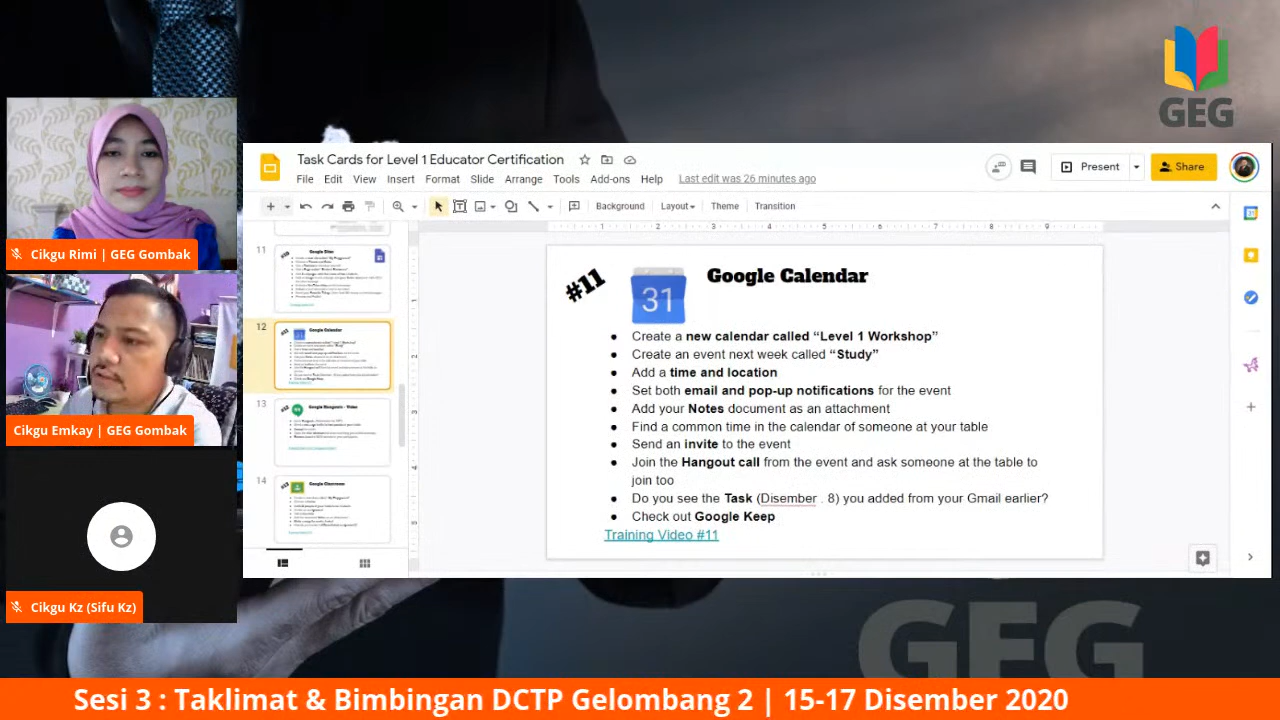 GEG
Task Cards for Level 1 Educator Certification
File Edit View Insert Format Slide Arrange Tools Add-ons Help Last edit was 26 minutes ago
Present
Share
Background Layout Theme Transition
11
Google Sites
12
#11
Google Calendar
13
Google Hangouts - Video
14
Google Classroom
#11
31
Google Calendar
● Create a new calendar called “Level 1 Workshop”
● Create an event next week called “Study”
● Add a time and location
● Set both email and pop-up notifications for the event
● Add your Notes document as an attachment
● Find a common time in the calendar of someone at your table
● Send an invite to the event
● Join the Hangout call from the event and ask someone at the table to
join too
● Do you see the Task (Disember . 8) you added from your Gmail earlier?
● Check out Google Keep
Training Video #11
Cikgu Rimi | GEG Gombak
Cikgu Emkay | GEG Gombak
Cikgu Kz (Sifu Kz)
GEG
Sesi 3 : Taklimat & Bimbingan DCTP Gelombang 2 | 15-17 Disember 2020